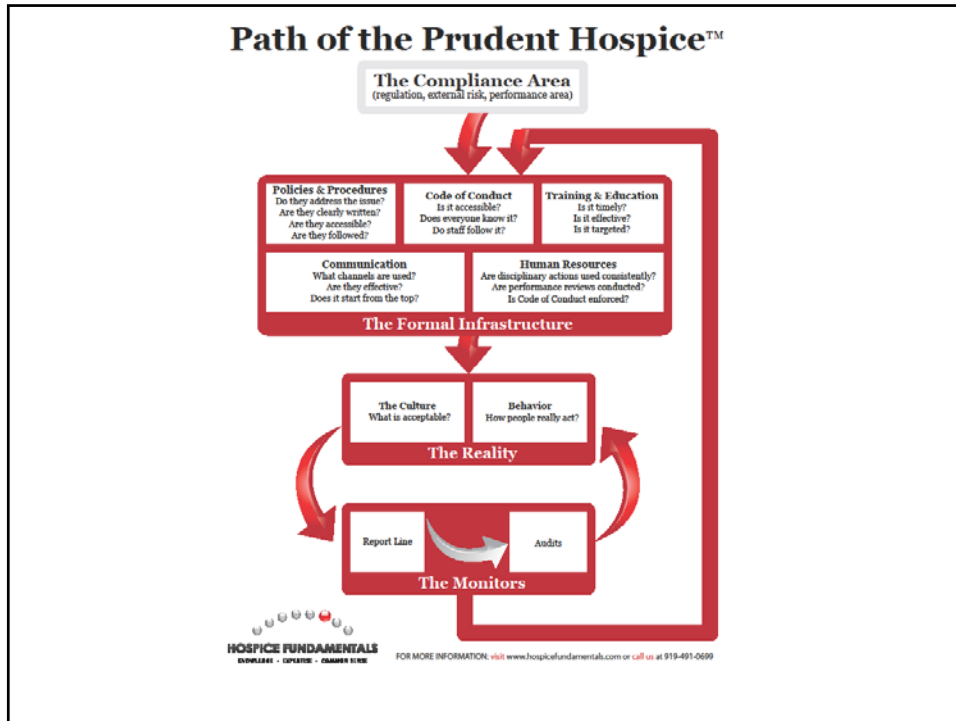 Path of the Prudent Hospice™
The Compliance Area
(regulation, external risk, performance area)
Policies & Procedures
Do they address the issue?
Are they clearly written?
Are they accessible?
Are they followed?
Code of Conduct
Is it accessible?
Does everyone know it?
Do staff follow it?
Training & Education
Is it timely?
Is it effective?
Is it targeted?
Communication
What channels are used?
Are they effective?
Does it start from the top?
Human Resources
Are disciplinary actions used consistently?
Are performance reviews conducted?
Is Code of Conduct enforced?
The Formal Infrastructure
The Culture
What is acceptable?
Behavior
How people really act?
The Reality
Report Line
Audits
The Monitors
HOSPICE FUNDAMENTALS
KNOWLEDGE • EXPERTISE • COMMON SENSE
FOR MORE INFORMATION: visit www.hospicefundamentals.com or call us at 919-491-0699